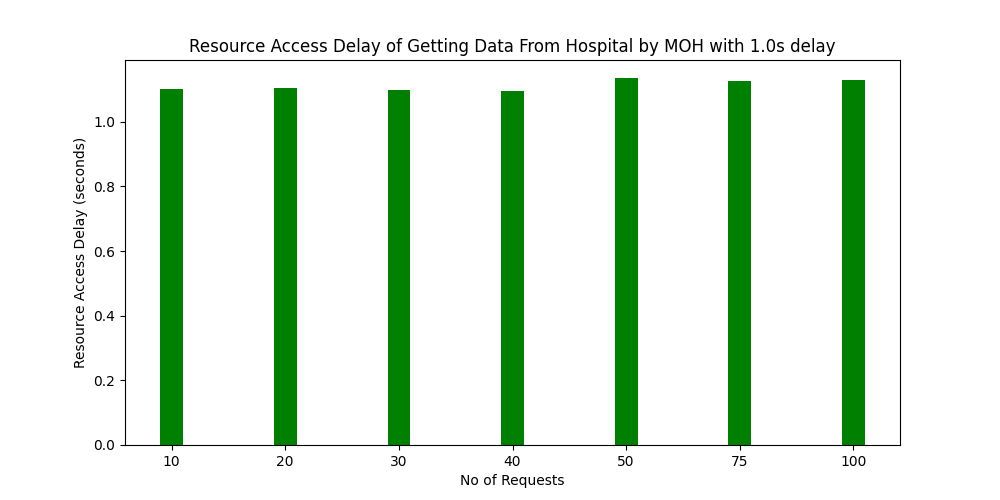 Resource Access Delay of Getting Data From Hospital by MOH with 1.0s delay
Resource Access Delay (seconds)
1.0
0.8
0.6
0.4
0.2
0.0
10 20 30 40 50 75 100
No of Requests